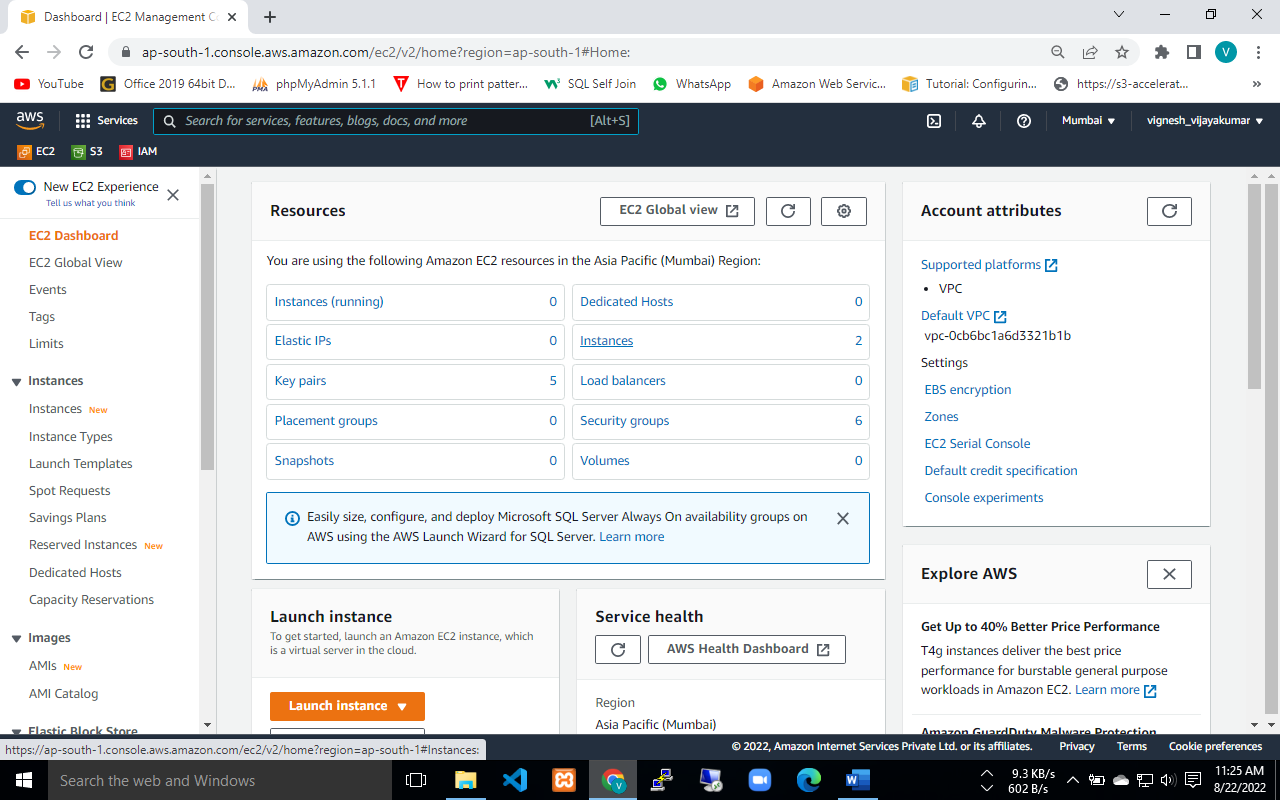 Dashboard | EC2 Management Co
ap-south-1.console.aws.amazon.com/ec2/v2/home?region=ap-south-1#Home:
V
YouTube
G
Office 2019 64bit D...
PMA
phpMyAdmin 5.1.1
T
How to print patter...
SQL Self Join
WhatsApp
Amazon Web Servic...
Tutorial: Configurin...
https://s3-accelerat...
»
aws
Services
Search for services, features, blogs, docs, and more
[Alt+S]
Mumbai
vignesh_vijayakumar
EC2
S3
IAM
New EC2 Experience
Tell us what you think
EC2 Dashboard
EC2 Global View
Events
Tags
Limits
Instances
Instances New
Instance Types
Launch Templates
Spot Requests
Savings Plans
Reserved Instances New
Dedicated Hosts
Capacity Reservations
Images
AMIs New
AMI Catalog
Elastic Block Store
Resources
EC2 Global view
You are using the following Amazon EC2 resources in the Asia Pacific (Mumbai) Region:
Instances (running) 0
Dedicated Hosts 0
Elastic IPs 0
Instances 2
Key pairs 5
Load balancers 0
Placement groups 0
Security groups 6
Snapshots 0
Volumes 0
Easily size, configure, and deploy Microsoft SQL Server Always On availability groups on
AWS using the AWS Launch Wizard for SQL Server. Learn more
Launch instance
To get started, launch an Amazon EC2 instance, which
is a virtual server in the cloud.
Launch instance
Service health
AWS Health Dashboard
Region
Asia Pacific (Mumbai)
Account attributes
Supported platforms
• VPC
Default VPC
vpc-0cb6bc1a6d3321b1b
Settings
EBS encryption
Zones
EC2 Serial Console
Default credit specification
Console experiments
Explore AWS
Get Up to 40% Better Price Performance
T4g instances deliver the best price
performance for burstable general purpose
workloads in Amazon EC2. Learn more
Amazon GuardDuty Malware Protection
https://ap-south-1.console.aws.amazon.com/ec2/v2/home?region=ap-south-1#Instances:
© 2022, Amazon Internet Services Private Ltd. or its affiliates.
Privacy
Terms
Cookie preferences
Search the web and Windows
V
W
9.3 KB/s
602 B/s
11:25 AM
8/22/2022